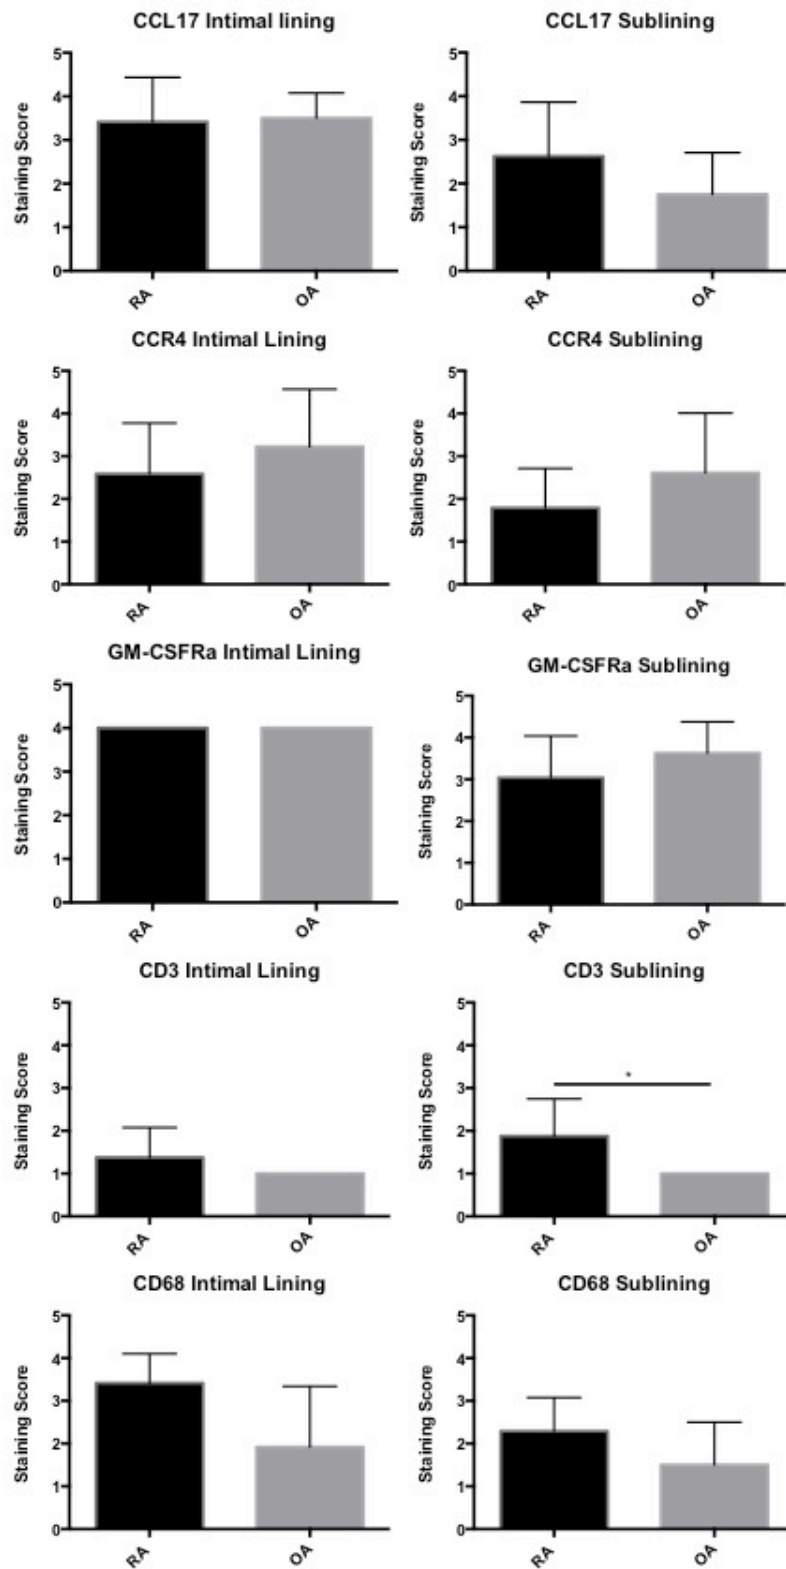 CCL17 Intimal lining
Staining Score
5
4
3
2
1
0
RA
OA
CCL17 Sublining
Staining Score
5
4
3
2
1
0
RA
OA
CCR4 Intimal Lining
Staining Score
5
4
3
2
1
0
RA
OA
CCR4 Sublining
Staining Score
5
4
3
2
1
0
RA
OA
GM-CSFRa Intimal Lining
Staining Score
5
4
3
2
1
0
RA
OA
GM-CSFRa Sublining
Staining Score
5
4
3
2
1
0
RA
OA
CD3 Intimal Lining
Staining Score
5
4
3
2
1
0
RA
OA
CD3 Sublining
Staining Score
5
4
3
2
1
0
*
RA
OA
CD68 Intimal Lining
Staining Score
5
4
3
2
1
0
RA
OA
CD68 Sublining
Staining Score
5
4
3
2
1
0
RA
OA